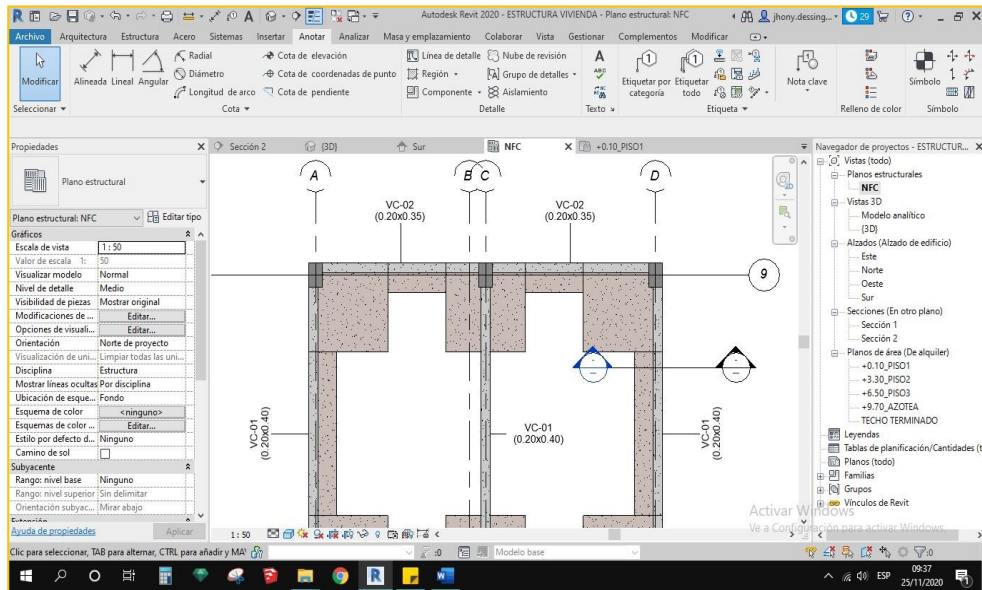 Autodesk Revit 2020 - ESTRUCTURA VIVIENDA - Plano estructural: NFC
jhony.dessing...
29
Archivo Arquitectura Estructura Acero Sistemas Insertar Anotar Analizar Masa y emplazamiento Colaborar Vista Gestionar Complementos Modificar
Modificar
Alineada Lineal Angular
Radial
Diámetro
Longitud de arco
Cota de elevación
Cota de coordenadas de punto
Cota de pendiente
Línea de detalle
Región
Componente
Nube de revisión
Grupo de detalles
Aislamiento
A
ABC
Etiquetar por categoría
Etiquetar todo
Nota clave
Símbolo
Seleccionar Cota Detalle Texto Etiqueta Relleno de color Símbolo
Propiedades X
Plano estructural
Plano estructural: NFC Editar tipo
Gráficos
Escala de vista 1 : 50
Valor de escala 1: 50
Visualizar modelo Normal
Nivel de detalle Medio
Visibilidad de piezas Mostrar original
Modificaciones de ... Editar...
Opciones de visuali... Editar...
Orientación Norte de proyecto
Visualización de uni... Limpiar todas las uni...
Disciplina Estructura
Mostrar líneas ocultas Por disciplina
Ubicación de esque... Fondo
Esquema de color <ninguno>
Esquemas de color ... Editar...
Estilo por defecto d... Ninguno
Camino de sol
Subyacente
Rango: nivel base Ninguno
Rango: nivel superior Sin delimitar
Orientación subyac... Mirar abajo
Extensión
Ayuda de propiedades Aplicar
Sección 2 {3D} Sur NFC X +0.10_PISO1
A B C D
VC-02
(0.20x0.35)
VC-02
(0.20x0.35)
9
VC-01
(0.20x0.40)
VC-01
(0.20x0.40)
VC-01
(0.20x0.40)
2D
1 : 50
Navegador de proyectos - ESTRUCTUR... X
Vistas (todo)
Planos estructurales
NFC
Vistas 3D
Modelo analítico
{3D}
Alzados (Alzado de edificio)
Este
Norte
Oeste
Sur
Secciones (En otro plano)
Sección 1
Sección 2
Planos de área (De alquiler)
+0.10_PISO1
+3.30_PISO2
+6.50_PISO3
+9.70_AZOTEA
TECHO TERMINADO
Leyendas
Tablas de planificación/Cantidades (t
Planos (todo)
Familias
Grupos
Vínculos de Revit
Activar Windows
Ve a Configuración para activar Windows.
Clic para seleccionar, TAB para alternar, CTRL para añadir y MAY
:0
Modelo base
:0
ESP
09:37
25/11/2020